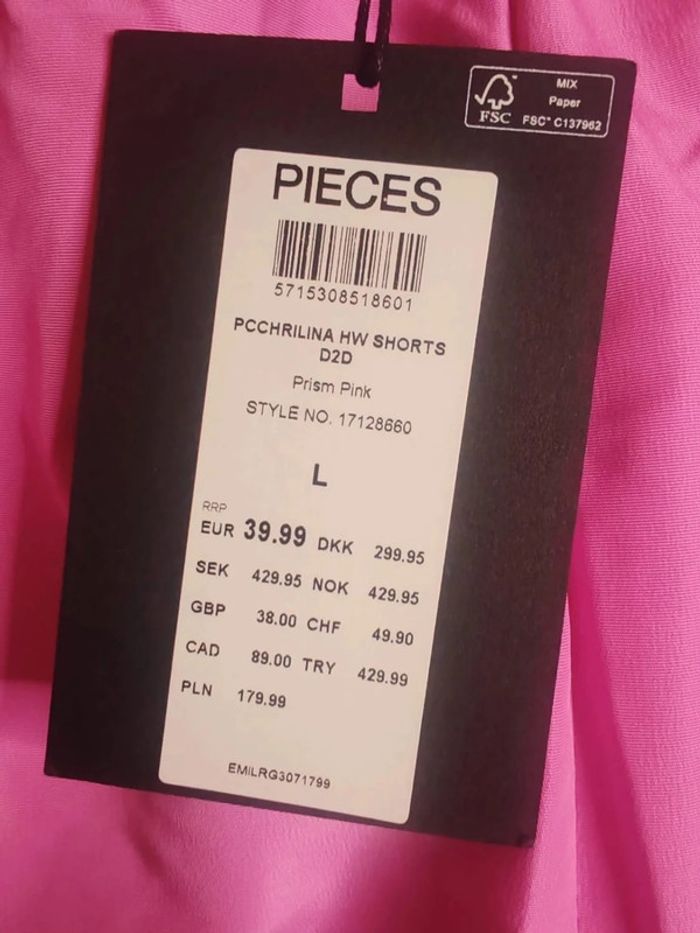 MIX
Paper
FSC
FSC® C137962
PIECES
5715308518601
PCCHRILINA HW SHORTS
D2D
Prism Pink
STYLE NO. 17128660
L
RRP
EUR 39.99 DKK 299.95
SEK 429.95 NOK 429.95
GBP 38.00 CHF 49.90
CAD 89.00 TRY 429.99
PLN 179.99
EMILRG3071799